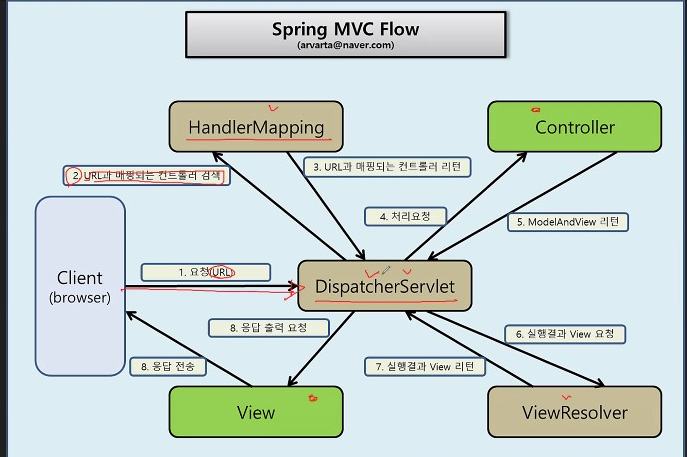 Spring MVC Flow
(arvarta@naver.com)
HandlerMapping
Controller
2. URL과 매핑되는 컨트롤러 검색
3. URL과 매핑되는 컨트롤러 리턴
4. 처리요청
5. ModelAndView 리턴
Client
(browser)
1. 요청(URL)
DispatcherServlet
8. 응답 출력 요청
6. 실행결과 View 요청
8. 응답 전송
7. 실행결과 View 리턴
View
ViewResolver